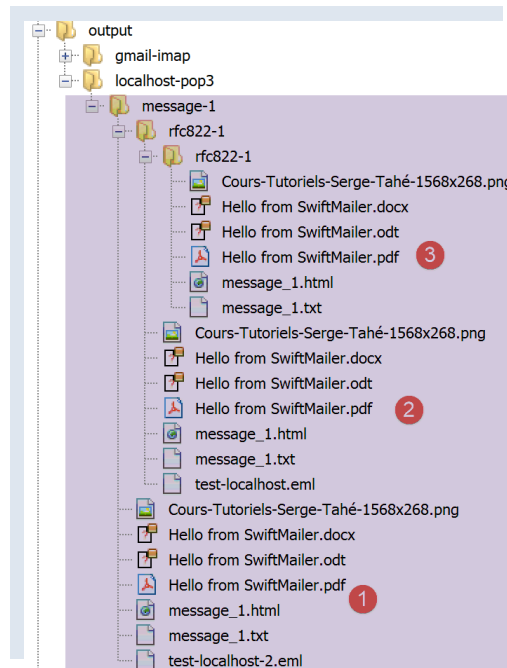 output
gmail-imap
localhost-pop3
message-1
rfc822-1
rfc822-1
Cours-Tutoriels-Serge-Tahé-1568x268.png
Hello from SwiftMailer.docx
Hello from SwiftMailer.odt
Hello from SwiftMailer.pdf 3
message_1.html
message_1.txt
Cours-Tutoriels-Serge-Tahé-1568x268.png
Hello from SwiftMailer.docx
Hello from SwiftMailer.odt
Hello from SwiftMailer.pdf 2
message_1.html
message_1.txt
test-localhost.eml
Cours-Tutoriels-Serge-Tahé-1568x268.png
Hello from SwiftMailer.docx
Hello from SwiftMailer.odt
Hello from SwiftMailer.pdf
1
message_1.html
message_1.txt
test-localhost-2.eml